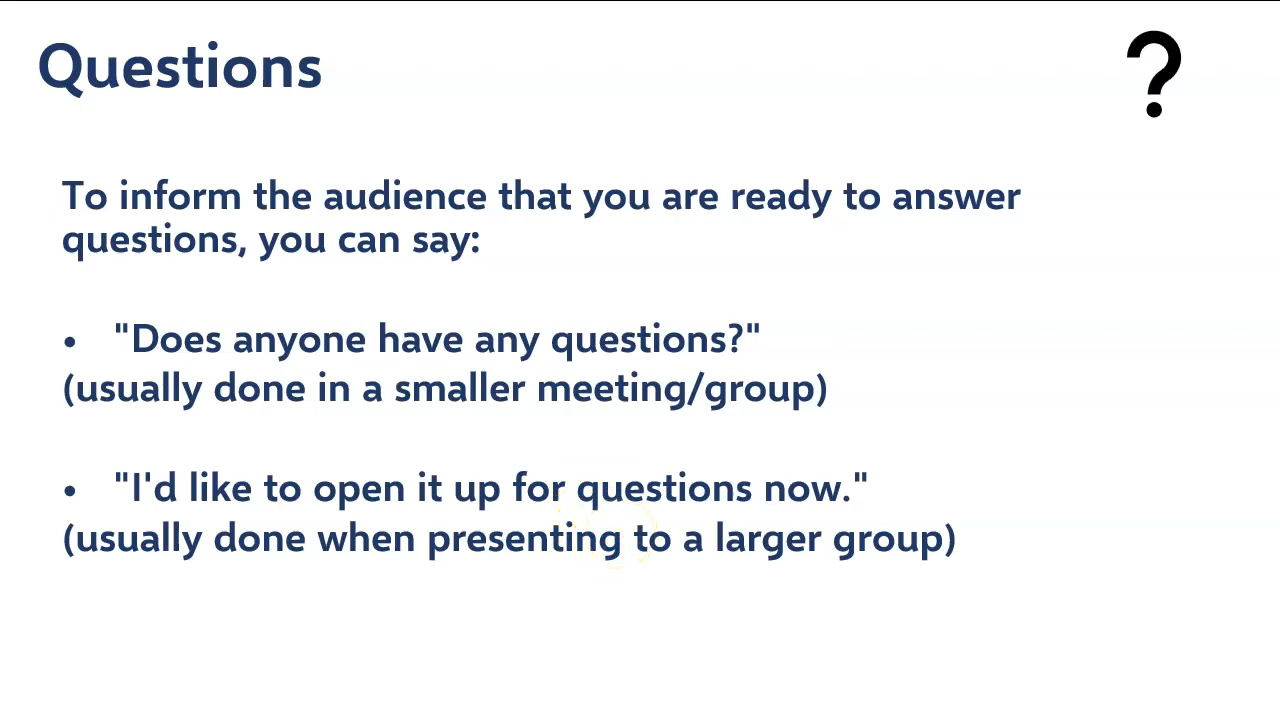 Questions
?
To inform the audience that you are ready to answer
questions, you can say:
• "Does anyone have any questions?"
(usually done in a smaller meeting/group)
• "I'd like to open it up for questions now."
(usually done when presenting to a larger group)